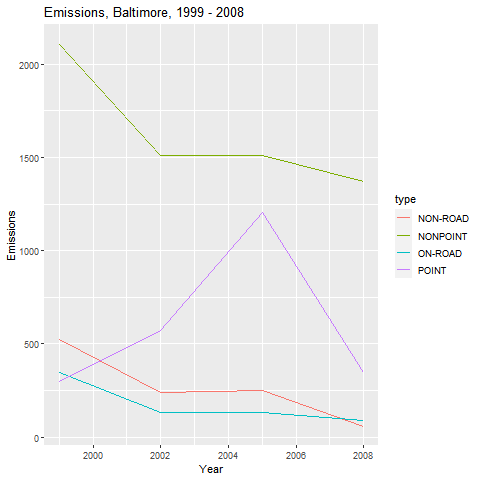 Emissions, Baltimore, 1999 - 2008
2000
1500
1000
500
0
Emissions
2000
2002
2004
2006
2008
Year
type
NON-ROAD
NONPOINT
ON-ROAD
POINT